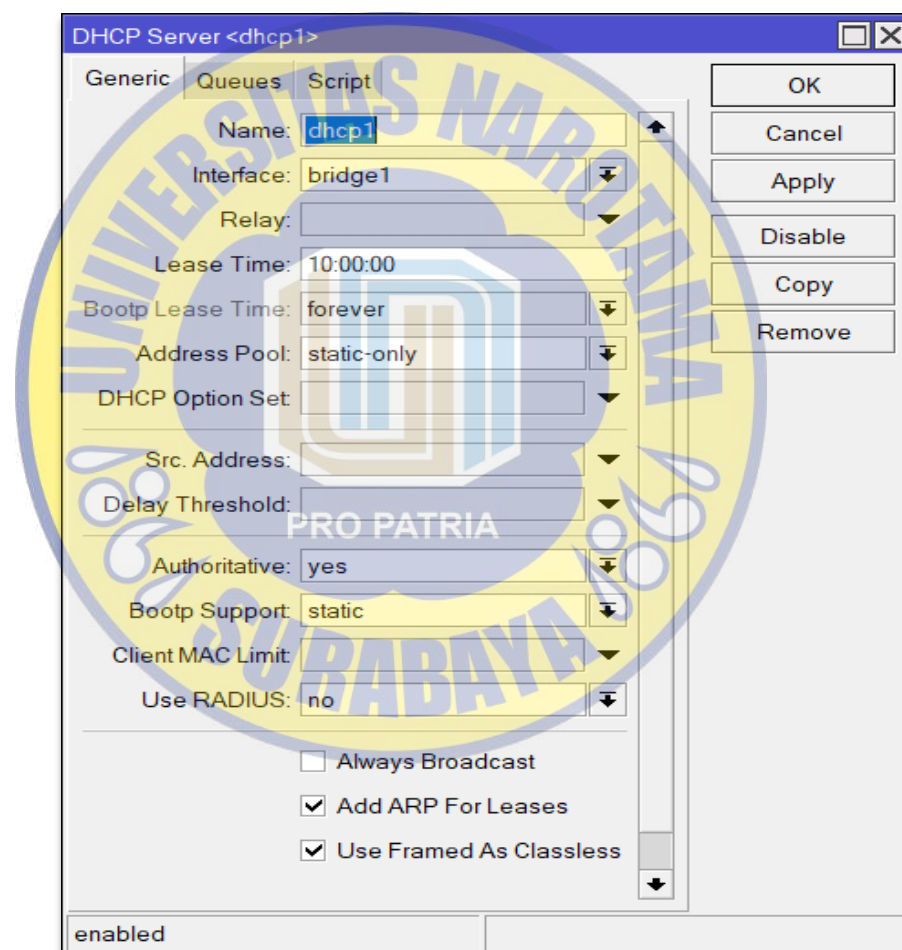 DHCP Server <dhcp1>
Generic Queues Script
Name: dhcp1
Interface: bridge1
Relay:
Lease Time: 10:00:00
Bootp Lease Time: forever
Address Pool: static-only
DHCP Option Set:
Src. Address:
Delay Threshold:
Authoritative: yes
Bootp Support: static
Client MAC Limit:
Use RADIUS: no
Always Broadcast
Add ARP For Leases
Use Framed As Classless
enabled
OK
Cancel
Apply
Disable
Copy
Remove
UNIVERSITAS NAROTAMA
PRO PATRIA
SURABAYA